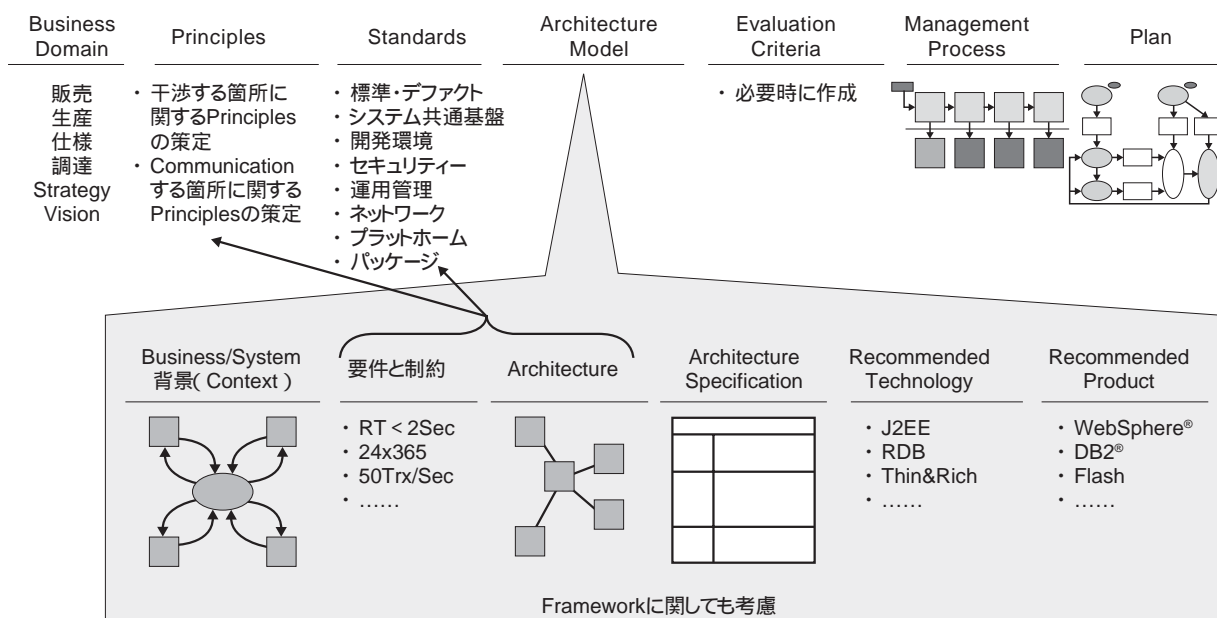 Business
Domain
Principles
Standards
Architecture
Model
Evaluation
Criteria
Management
Process
Plan
販売
生産
仕様
調達
Strategy
Vision
・ 干渉する箇所に
関するPrinciples
の策定
・ Communication
する箇所に関する
Principlesの策定
・ 標準・デファクト
・ システム共通基盤
・ 開発環境
・ セキュリティー
・ 運用管理
・ ネットワーク
・ プラットホーム
・ パッケージ
・ 必要時に作成
Business/System
背景( Context )
要件と制約
Architecture
Architecture
Specification
Recommended
Technology
Recommended
Product
・ RT < 2Sec
・ 24x365
・ 50Trx/Sec
・ ……
・ J2EE
・ RDB
・ Thin&Rich
・ ……
・ WebSphere®
・ DB2®
・ Flash
・ ……
Frameworkに関しても考慮